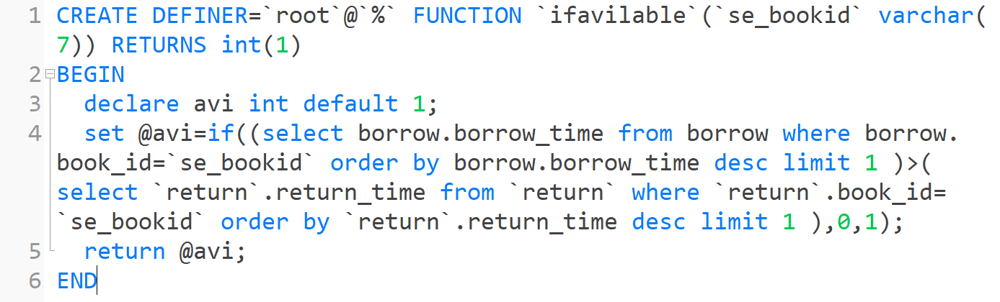 1 CREATE DEFINER=`root`@`%` FUNCTION `ifavilable`(`se_bookid` varchar(
7)) RETURNS int(1)
2 BEGIN
3 declare avi int default 1;
4 set @avi=if((select borrow.borrow_time from borrow where borrow.
book_id=`se_bookid` order by borrow.borrow_time desc limit 1 )>(
select `return`.return_time from `return` where `return`.book_id=
`se_bookid` order by `return`.return_time desc limit 1 ),0,1);
5 return @avi;
6 END